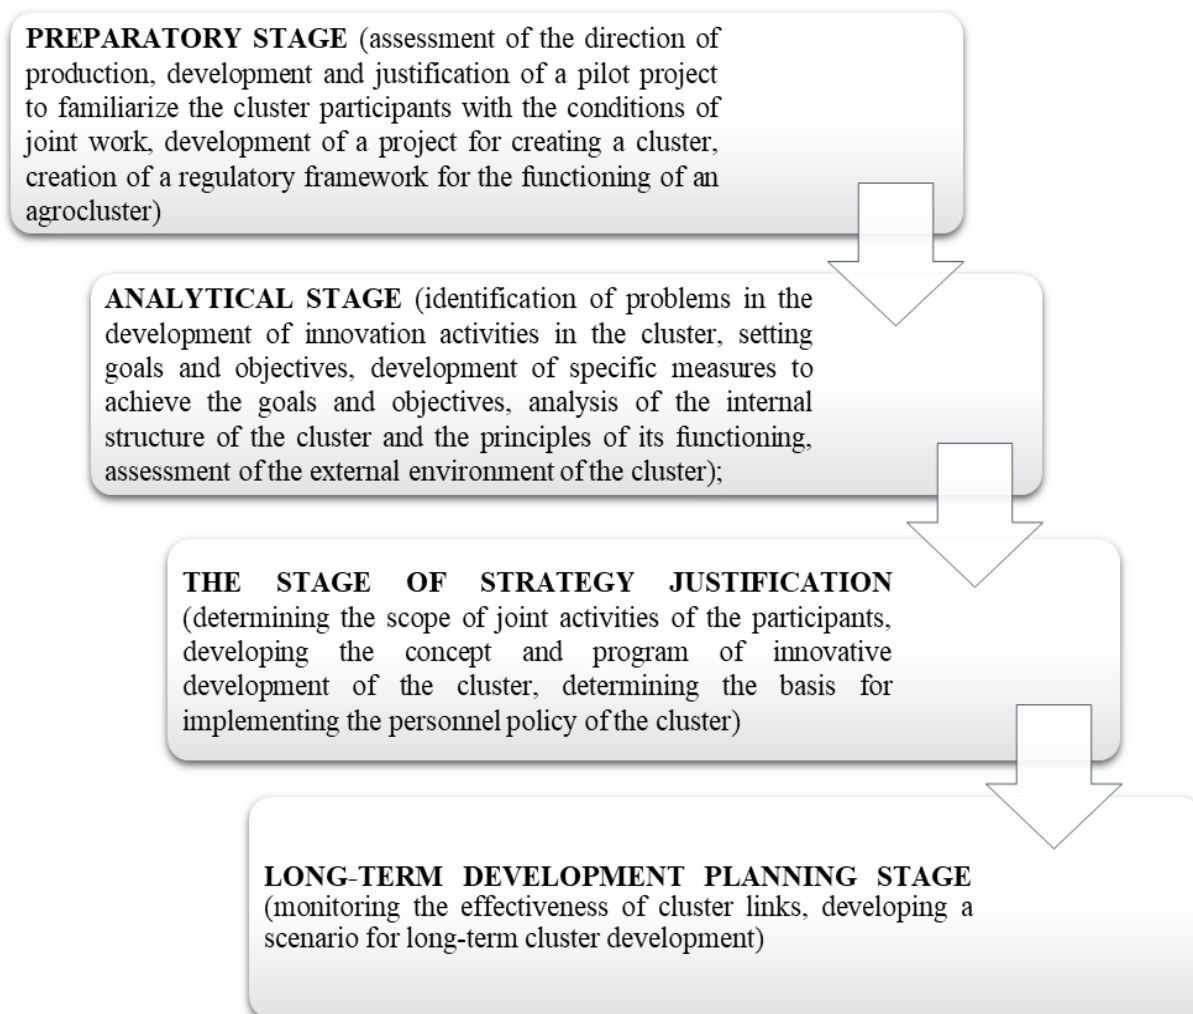 PREPARATORY STAGE (assessment of the direction of
production, development and justification of a pilot project
to familiarize the cluster participants with the conditions of
joint work, development of a project for creating a cluster,
creation of a regulatory framework for the functioning of an
agrocluster)
ANALYTICAL STAGE (identification of problems in the
development of innovation activities in the cluster, setting
goals and objectives, development of specific measures to
achieve the goals and objectives, analysis of the internal
structure of the cluster and the principles of its functioning,
assessment of the external environment of the cluster);
THE STAGE OF STRATEGY JUSTIFICATION
(determining the scope of joint activities of the participants,
developing the concept and program of innovative
development of the cluster, determining the basis for
implementing the personnel policy of the cluster)
LONG-TERM DEVELOPMENT PLANNING STAGE
(monitoring the effectiveness of cluster links, developing a
scenario for long-term cluster development)